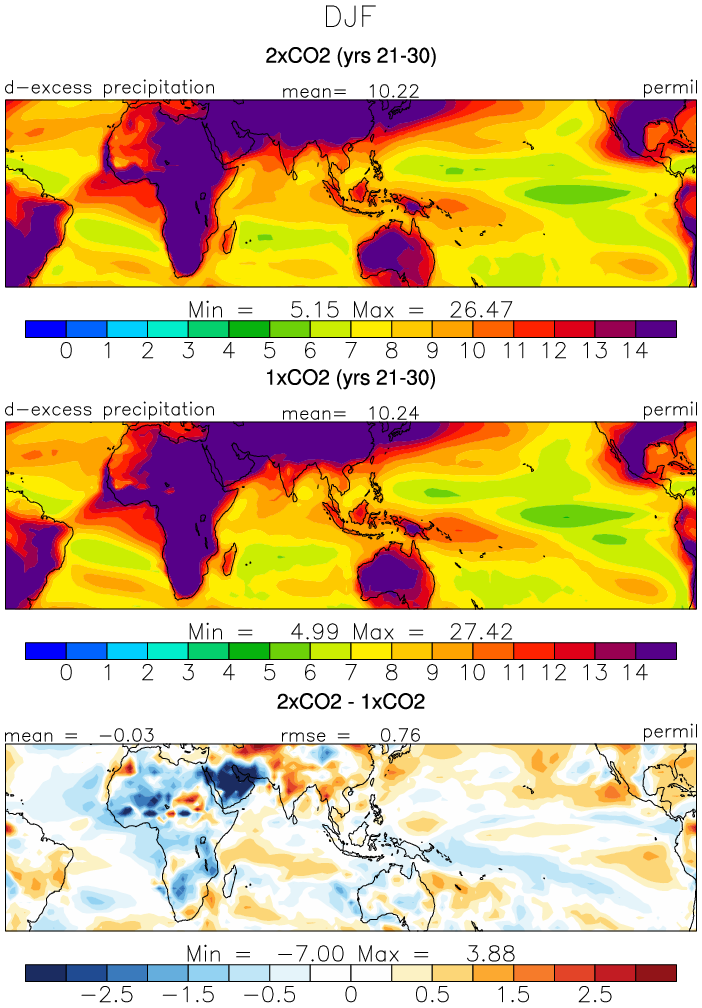 DJF
2xCO2 (yrs 21-30)
d-excess precipitation mean= 10.22 permil
Min = 5.15 Max = 26.47
0 1 2 3 4 5 6 7 8 9 10 11 12 13 14
1xCO2 (yrs 21-30)
d-excess precipitation mean= 10.24 permil
Min = 4.99 Max = 27.42
0 1 2 3 4 5 6 7 8 9 10 11 12 13 14
2xCO2 - 1xCO2
mean = -0.03 rmse = 0.76 permil
Min = -7.00 Max = 3.88
-2.5 -1.5 -0.5 0 0.5 1.5 2.5